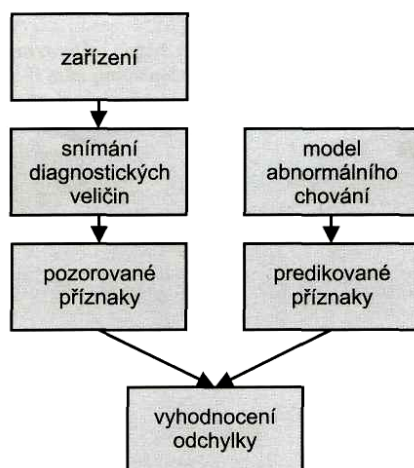 zařízení
snímání
diagnostických
veličin
model
abnormálního
chování
pozorované
příznaky
predikované
příznaky
vyhodnocení
odchylky